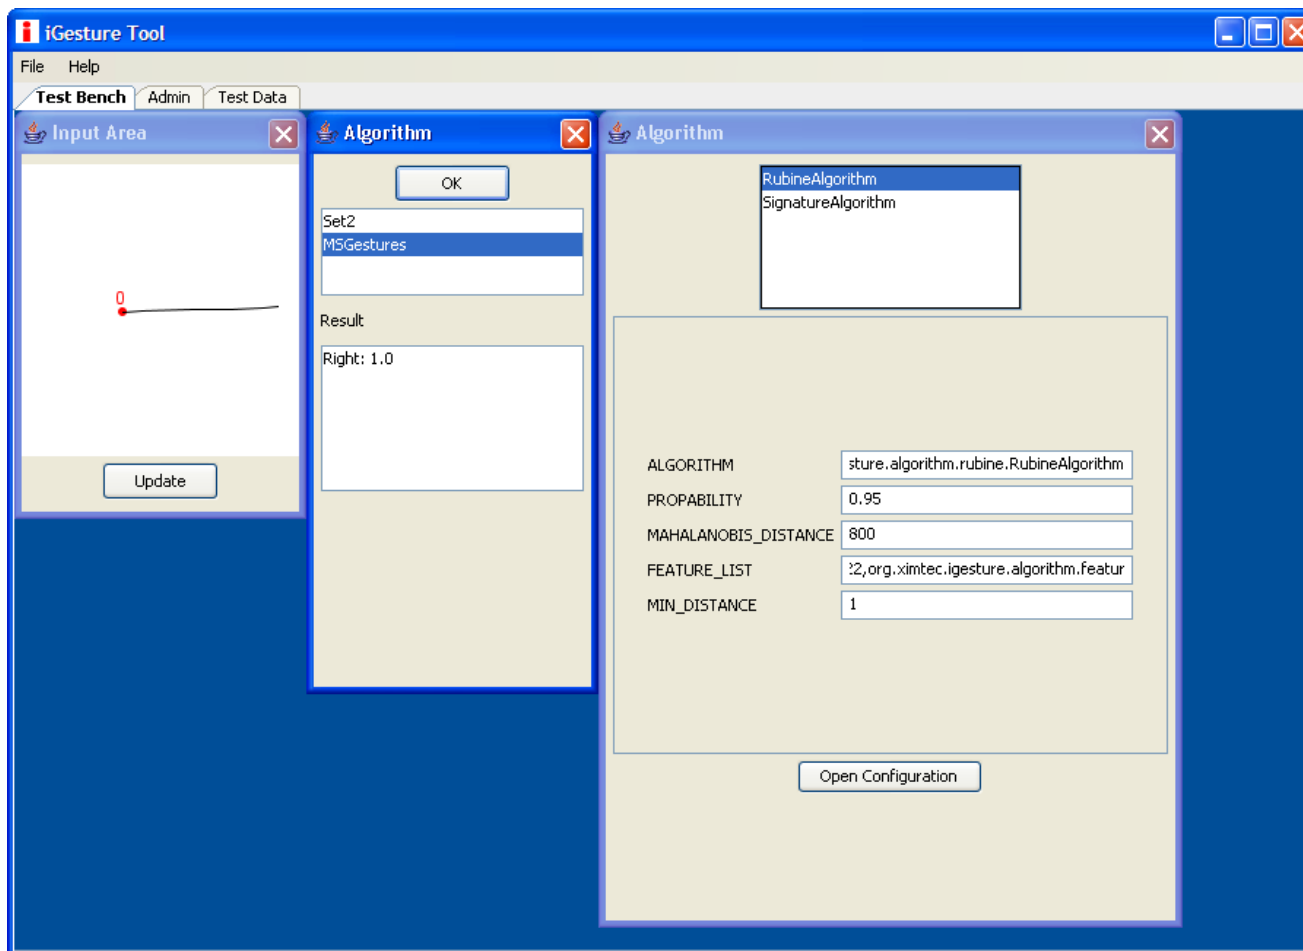 iGesture Tool
File Help
Test Bench Admin Test Data
Input Area
0
Update
Algorithm
OK
Set2
MSGestures
Result
Right: 1.0
Algorithm
RubineAlgorithm
SignatureAlgorithm
ALGORITHM sture.algorithm.rubine.RubineAlgorithm
PROPABILITY 0.95
MAHALANOBIS_DISTANCE 800
FEATURE_LIST 22,org.ximtec.igesture.algorithm.featur
MIN_DISTANCE 1
Open Configuration